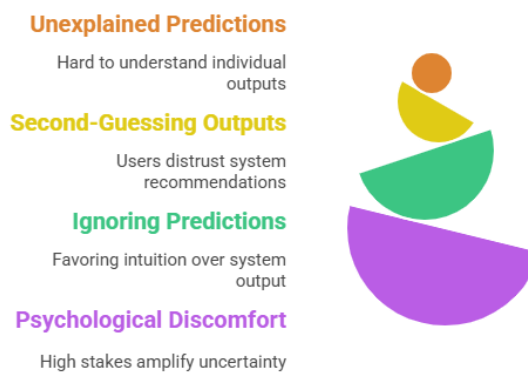 Unexplained Predictions
Hard to understand individual
outputs
Second-Guessing Outputs
Users distrust system
recommendations
Ignoring Predictions
Favoring intuition over system
output
Psychological Discomfort
High stakes amplify uncertainty